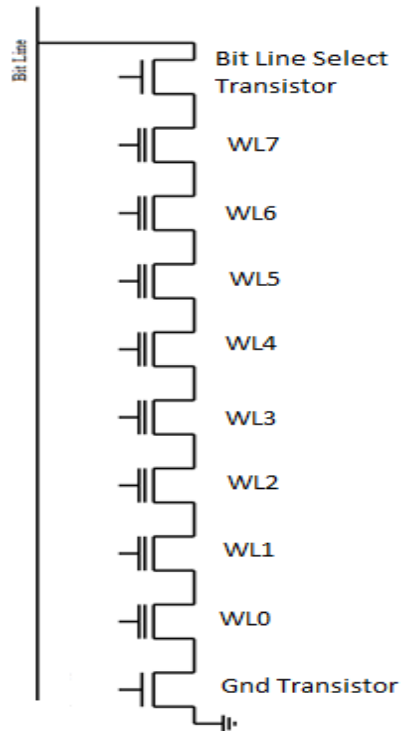 Bit Line
Bit Line Select
Transistor
WL7
WL6
WL5
WL4
WL3
WL2
WL1
WL0
Gnd Transistor